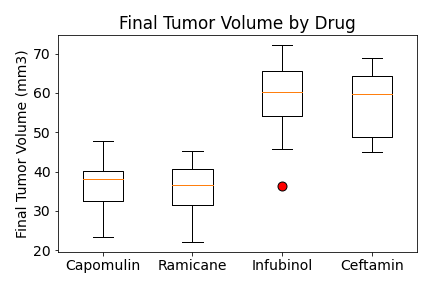 Final Tumor Volume by Drug
Final Tumor Volume (mm3)
70
60
50
40
30
20
Capomulin Ramicane Infubinol Ceftamin